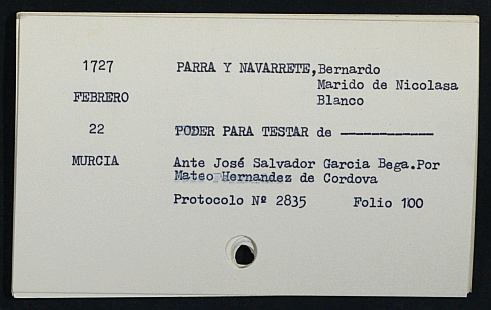 1727 PARRA Y NAVARRETE, Bernardo
Marido de Nicolasa
FEBRERO Blanco
22 PODER PARA TESTAR de ------------
MURCIA Ante José Salvador Garcia Bega.Por
Mateo Hernandez de Cordova
Protocolo Nº 2835 Folio 100